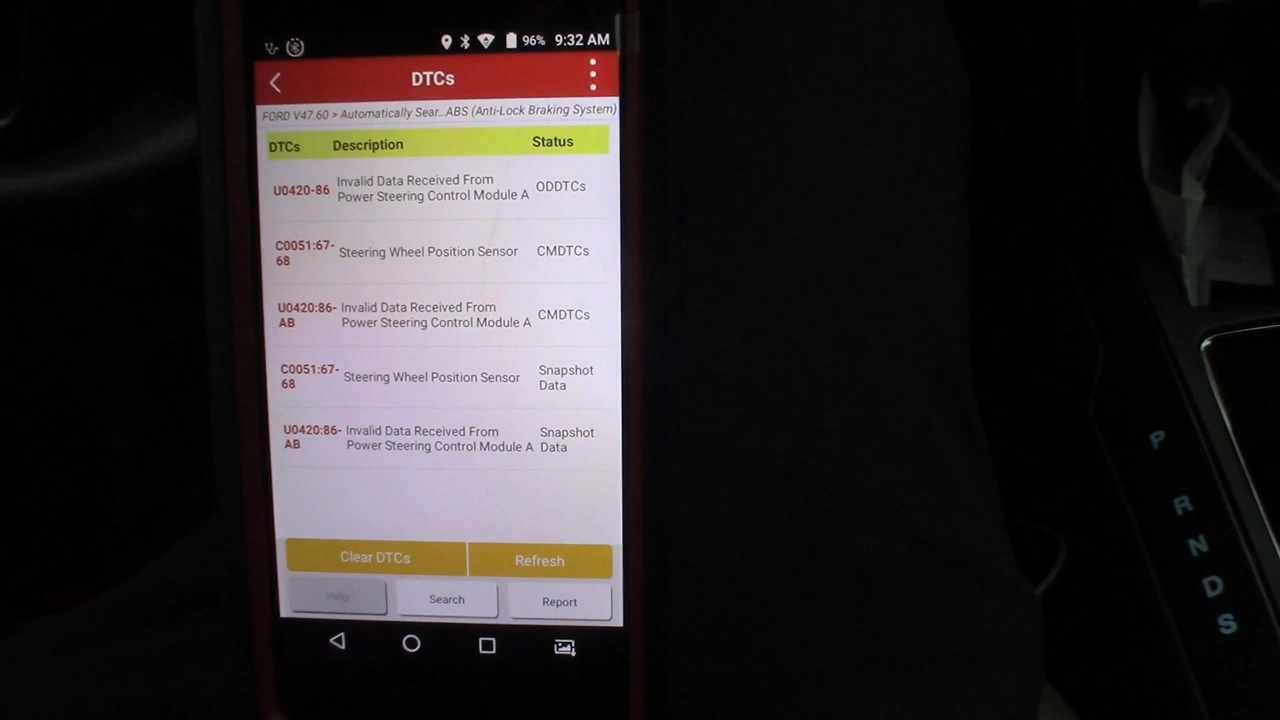 96% 9:32 AM
DTCs
FORD V47.60 > Automatically Sear...ABS (Anti-Lock Braking System)
DTCs Description Status
U0420-86 Invalid Data Received From Power Steering Control Module A ODDTCs
C0051:67-68 Steering Wheel Position Sensor CMDTCs
U0420:86-AB Invalid Data Received From Power Steering Control Module A CMDTCs
C0051:67-68 Steering Wheel Position Sensor Snapshot Data
U0420:86-AB Invalid Data Received From Power Steering Control Module A Snapshot Data
Clear DTCs Refresh
Help Search Report
P
R
N
D
S